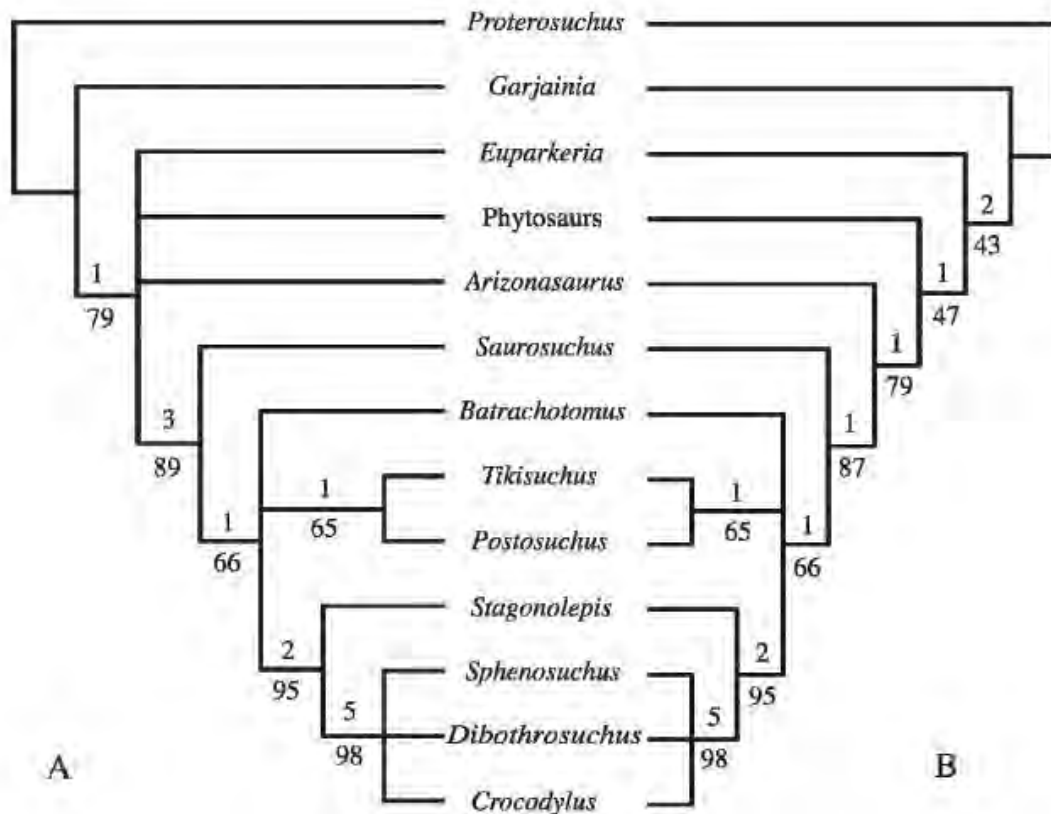 Proterosuchus
Garjainia
Euparkeria
2
Phytosaurs
43
1
1
Arizonasaurus
79
47
1
Saurosuchus
79
3
Batrachotomus
1
89
87
Tikisuchus
1
1
65
65
1
Postosuchus
1
66
66
Stagonolepis
2
2
Sphenosuchus
95
95
5
5
Dibothrosuchus
98
98
A
B
Crocodylus